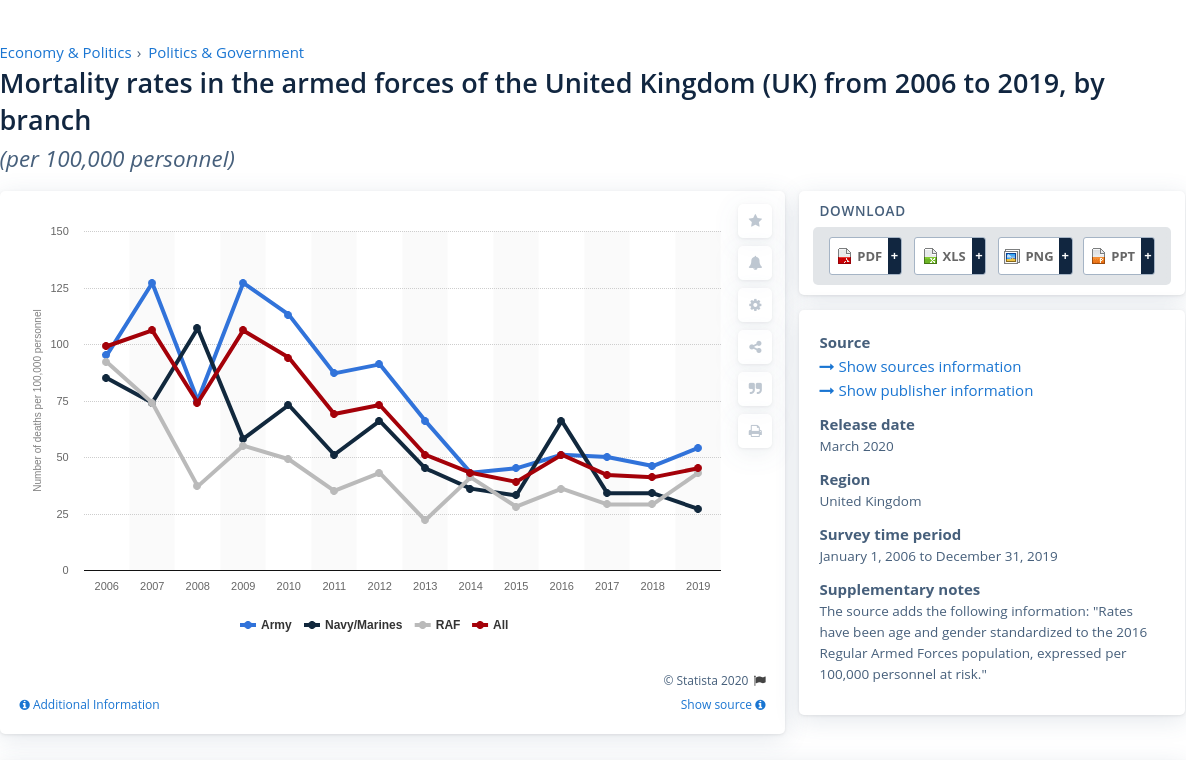 Economy & Politics › Politics & Government
Mortality rates in the armed forces of the United Kingdom (UK) from 2006 to 2019, by
branch
(per 100,000 personnel)
Number of deaths per 100,000 personnel
150
125
100
75
50
25
0
2006 2007 2008 2009 2010 2011 2012 2013 2014 2015 2016 2017 2018 2019
Army Navy/Marines RAF All
© Statista 2020
Additional Information
Show source
DOWNLOAD
PDF + XLS + PNG + PPT +
Source
Show sources information
Show publisher information
Release date
March 2020
Region
United Kingdom
Survey time period
January 1, 2006 to December 31, 2019
Supplementary notes
The source adds the following information: "Rates
have been age and gender standardized to the 2016
Regular Armed Forces population, expressed per
100,000 personnel at risk."